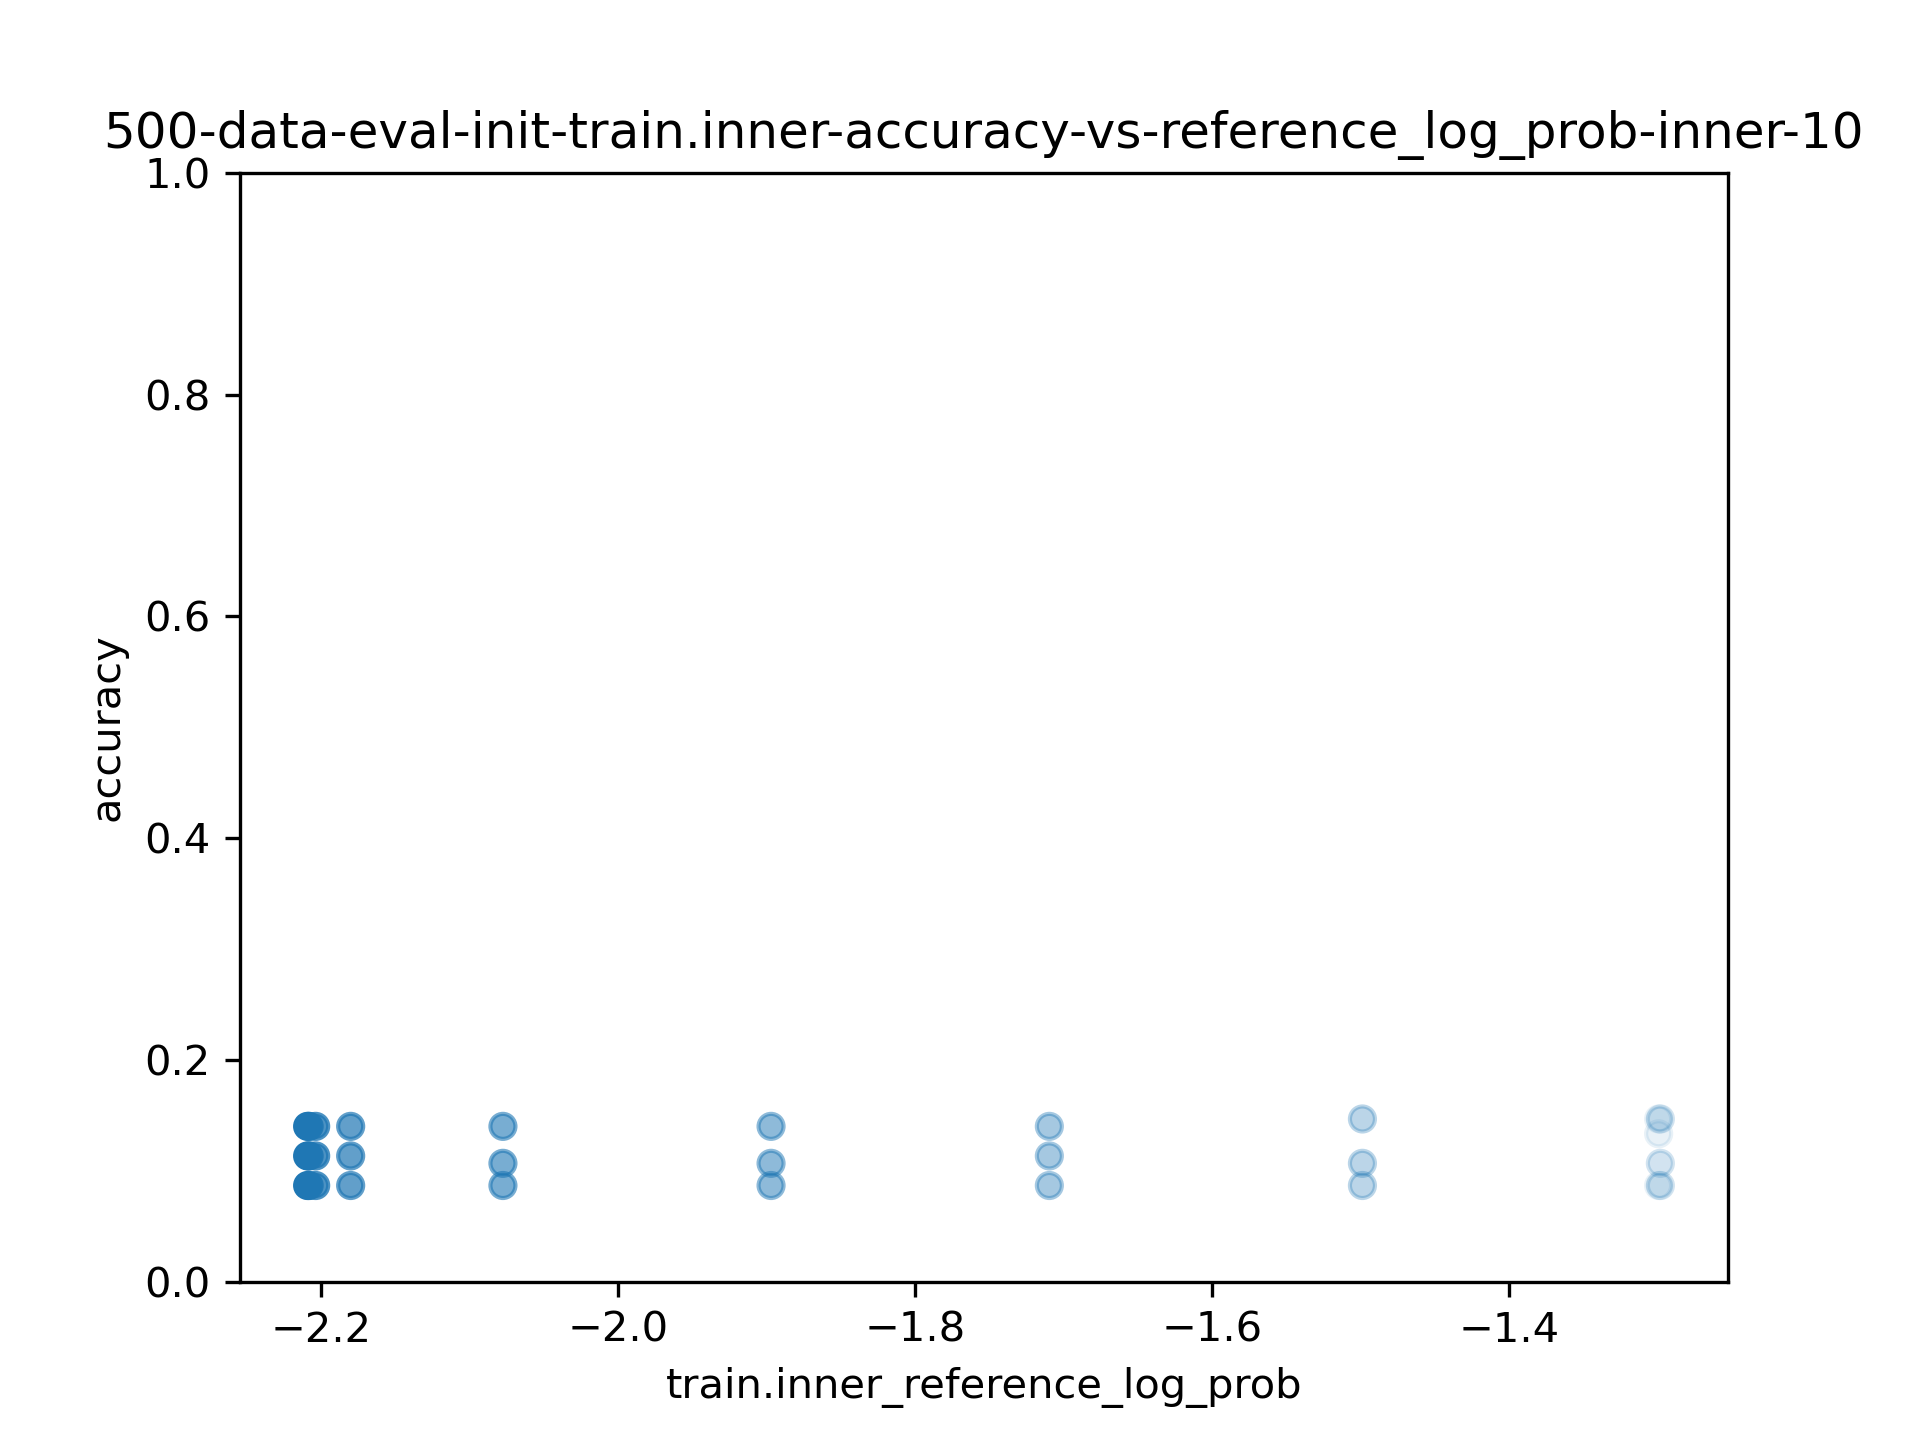 500-data-eval-init-train.inner-accuracy-vs-reference_log_prob-inner-10
1.0
0.8
0.6
0.4
0.2
0.0
accuracy
−2.2 −2.0 −1.8 −1.6 −1.4
train.inner_reference_log_prob